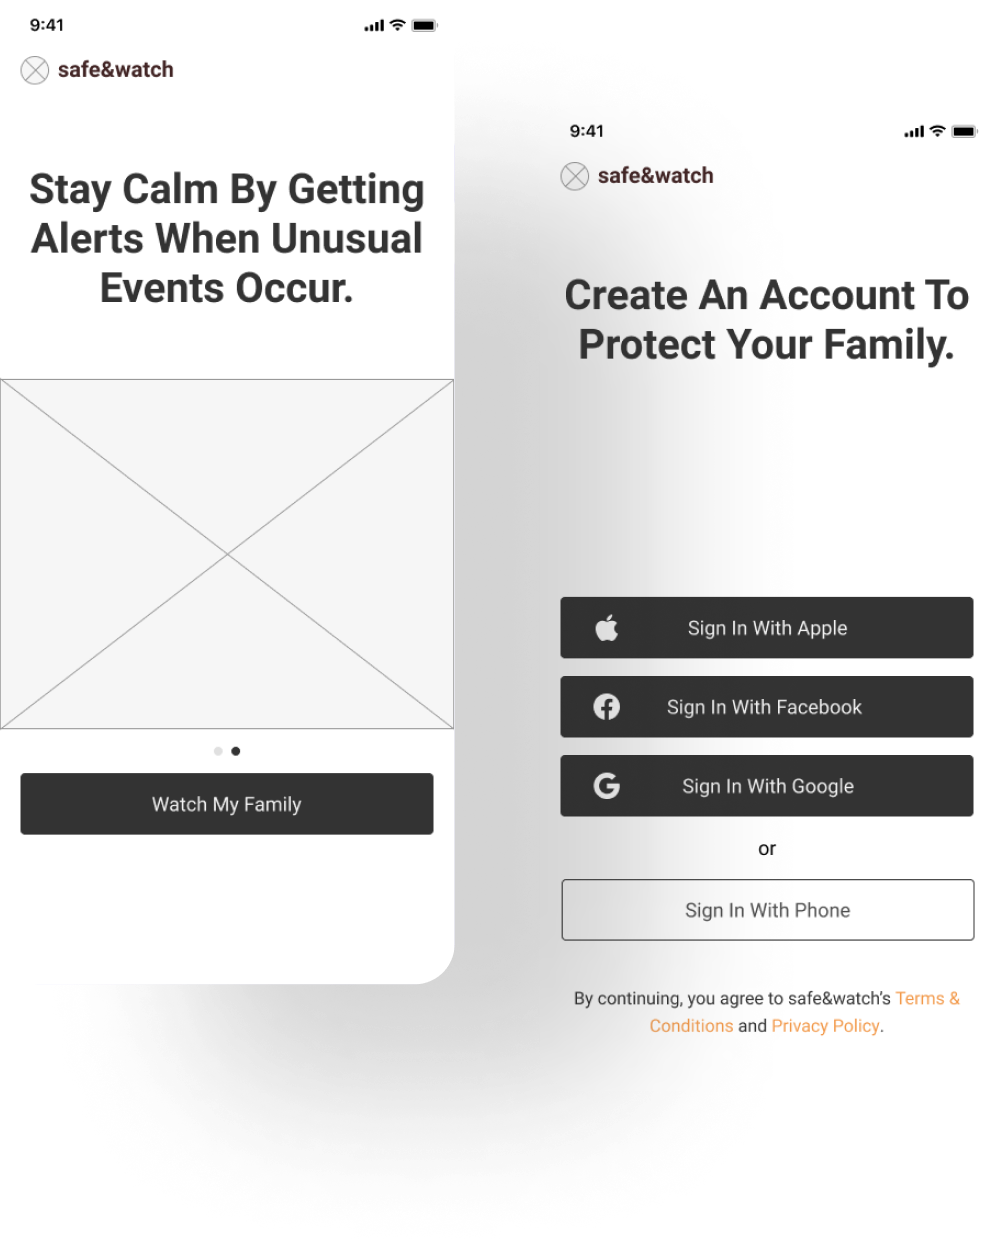 9:41
safe&watch
Stay Calm By Getting
Alerts When Unusual
Events Occur.
Watch My Family
9:41
safe&watch
Create An Account To
Protect Your Family.
Sign In With Apple
Sign In With Facebook
Sign In With Google
or
Sign In With Phone
By continuing, you agree to safe&watch's Terms &
Conditions and Privacy Policy.